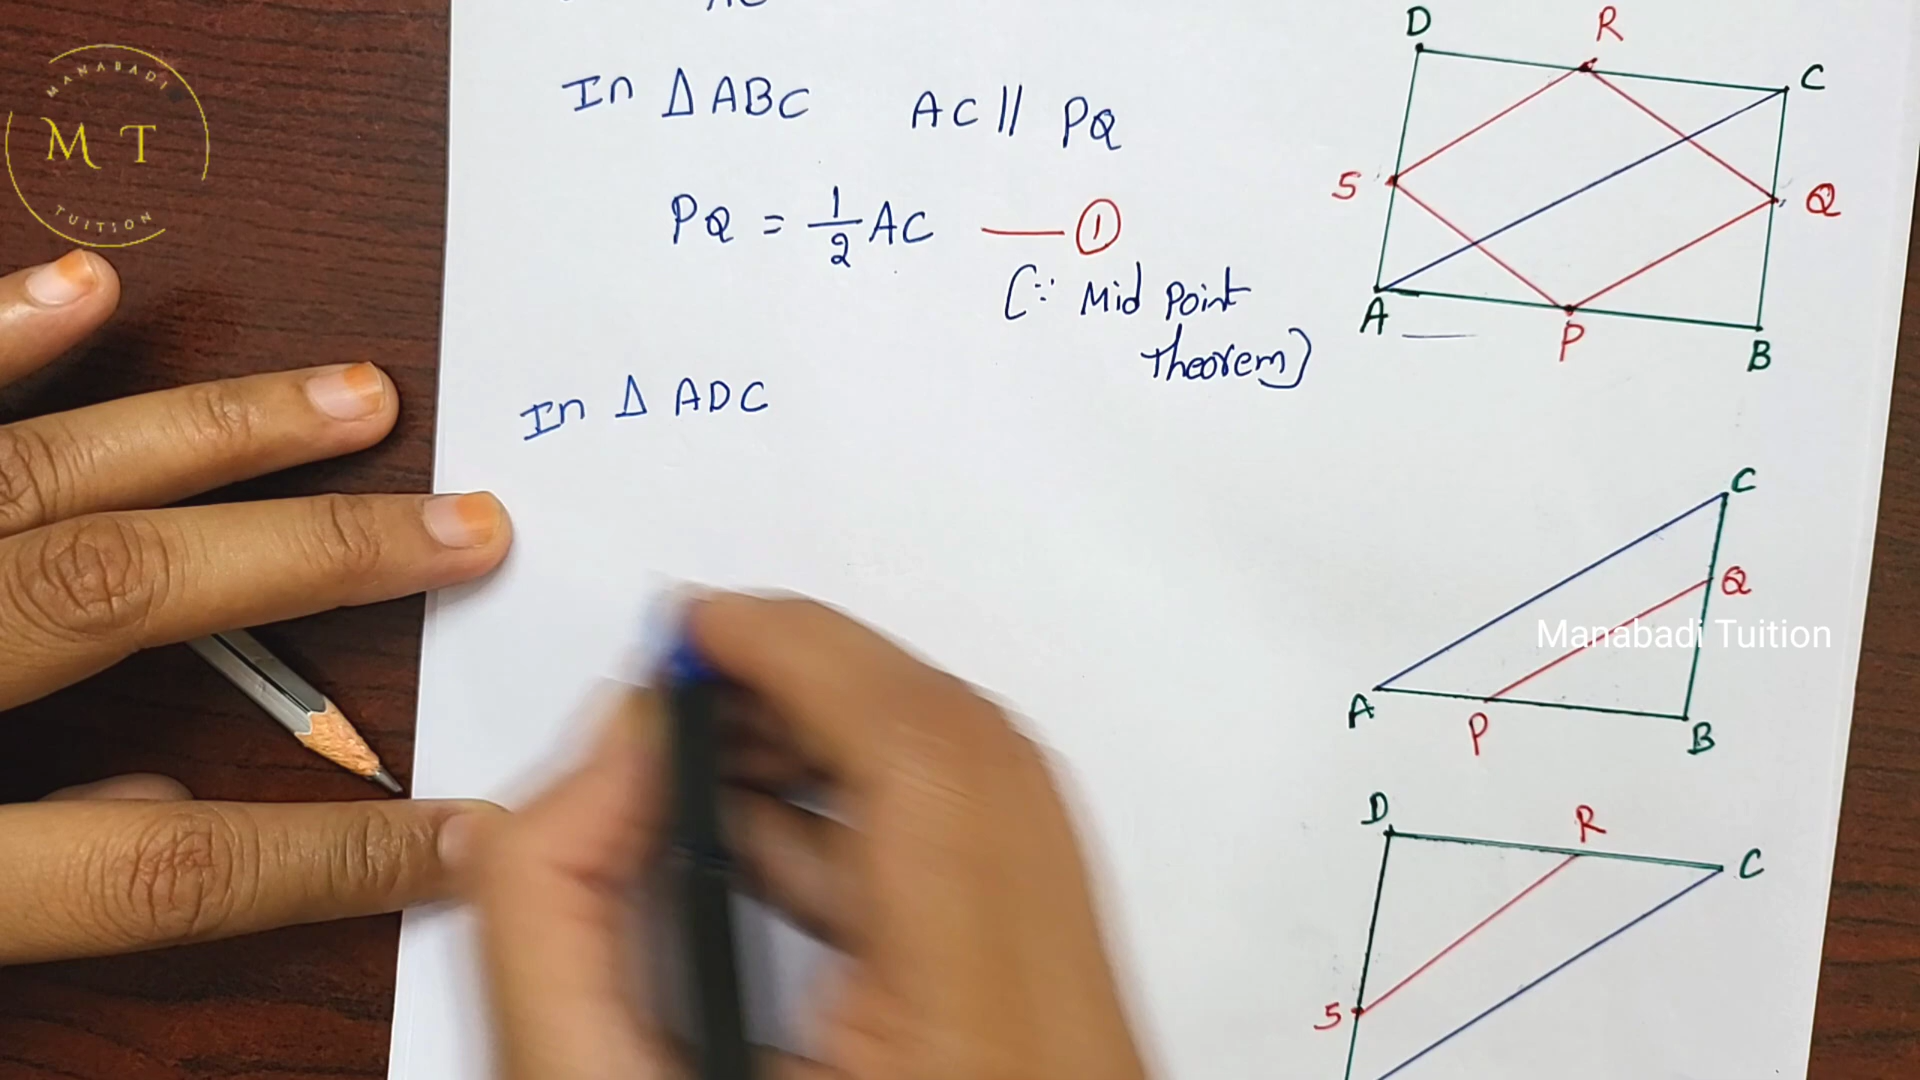 MANABADI
M T
TUITION
In Δ ABC AC || PQ
PQ = 1/2 AC —— ①
(∵ Mid Point
theorem)
In Δ ADC
D R C
S Q
A P B
C
Q
Manabadi Tuition
A P B
D R C
S